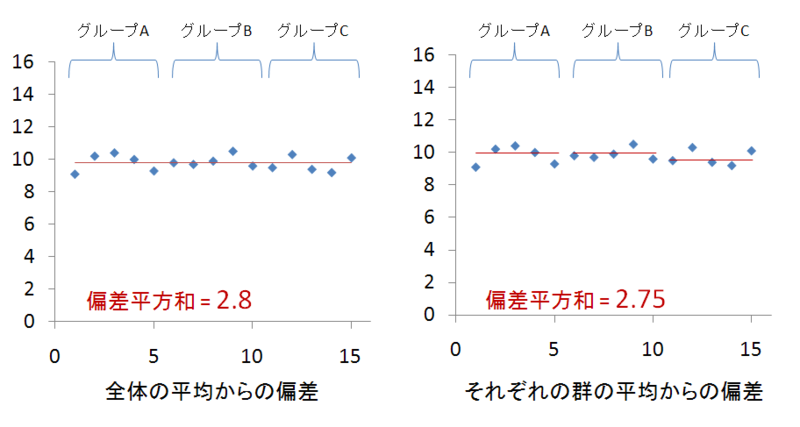 グループA グループB グループC
16
14
12
10
8
6
4
2
0
偏差平方和 = 2.8
0 5 10 15
全体の平均からの偏差
グループA グループB グループC
16
14
12
10
8
6
4
2
0
偏差平方和 = 2.75
0 5 10 15
それぞれの群の平均からの偏差